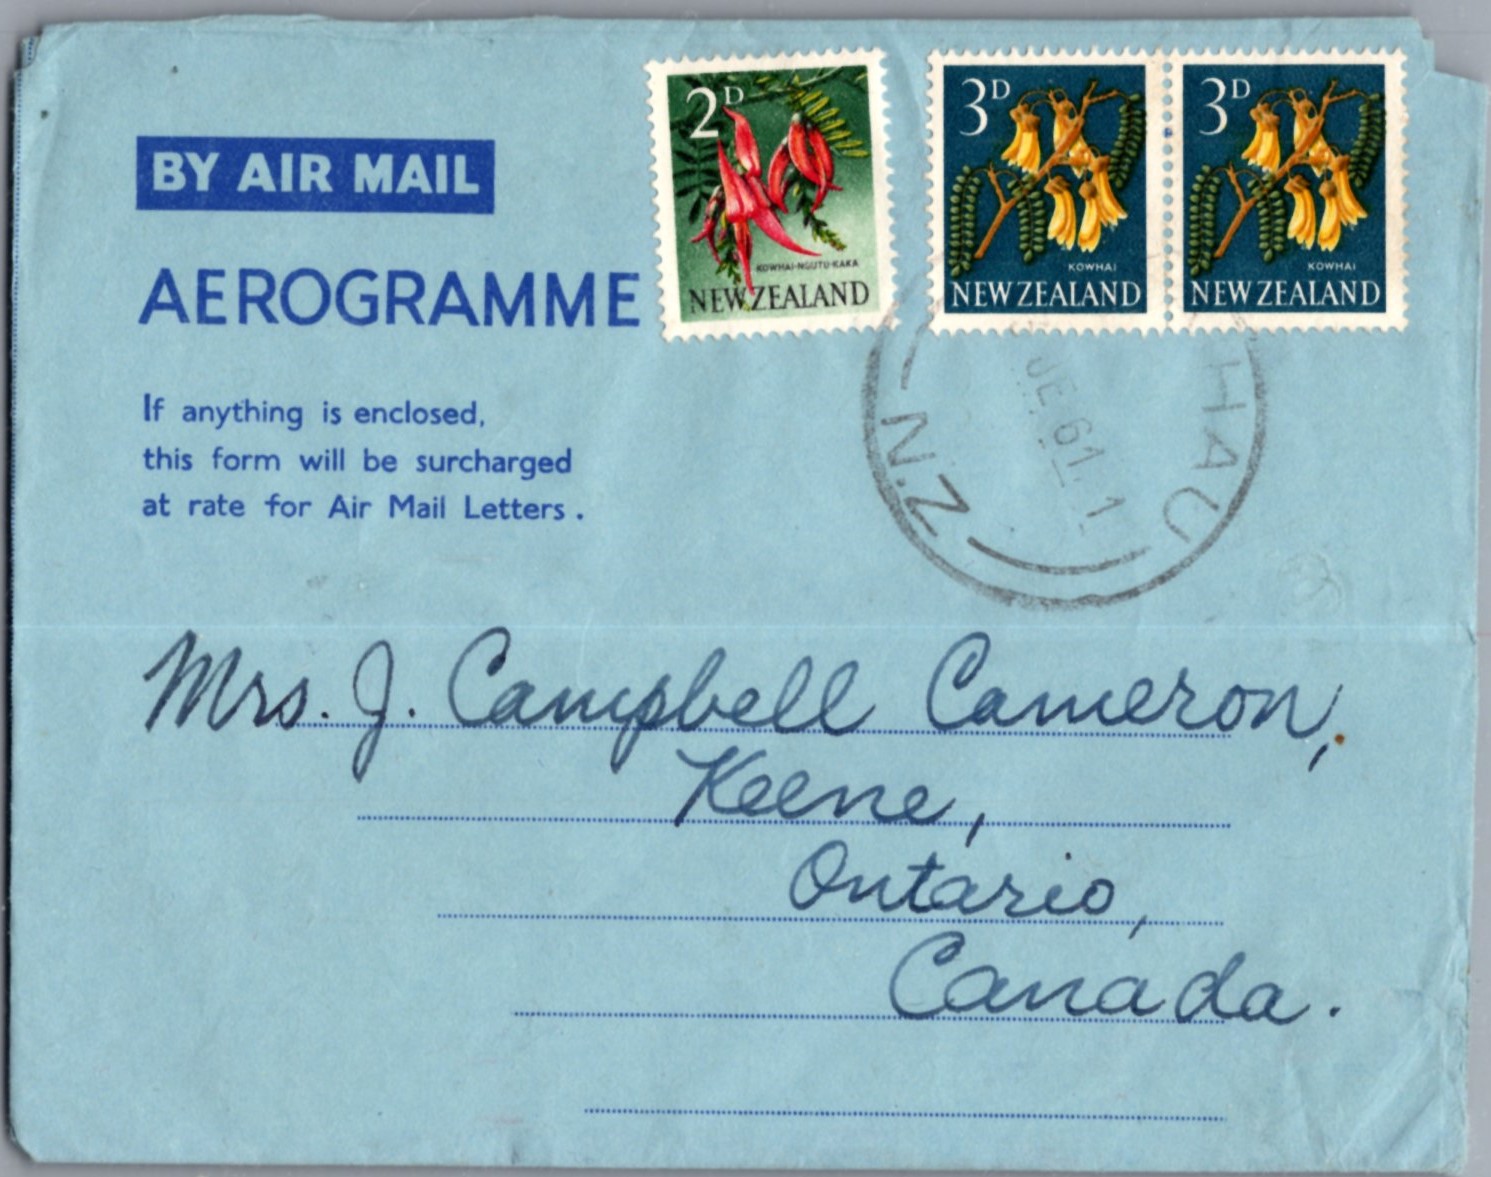 2D
KOWHAI-NGUTU-KAKA
NEW ZEALAND
3D
KOWHAI
NEW ZEALAND
3D
KOWHAI
NEW ZEALAND
BY AIR MAIL
AEROGRAMME
If anything is enclosed,
this form will be surcharged
at rate for Air Mail Letters.
N.Z
JE 61
Mrs. J. Campbell Cameron,
Keene,
Ontario,
Canada.